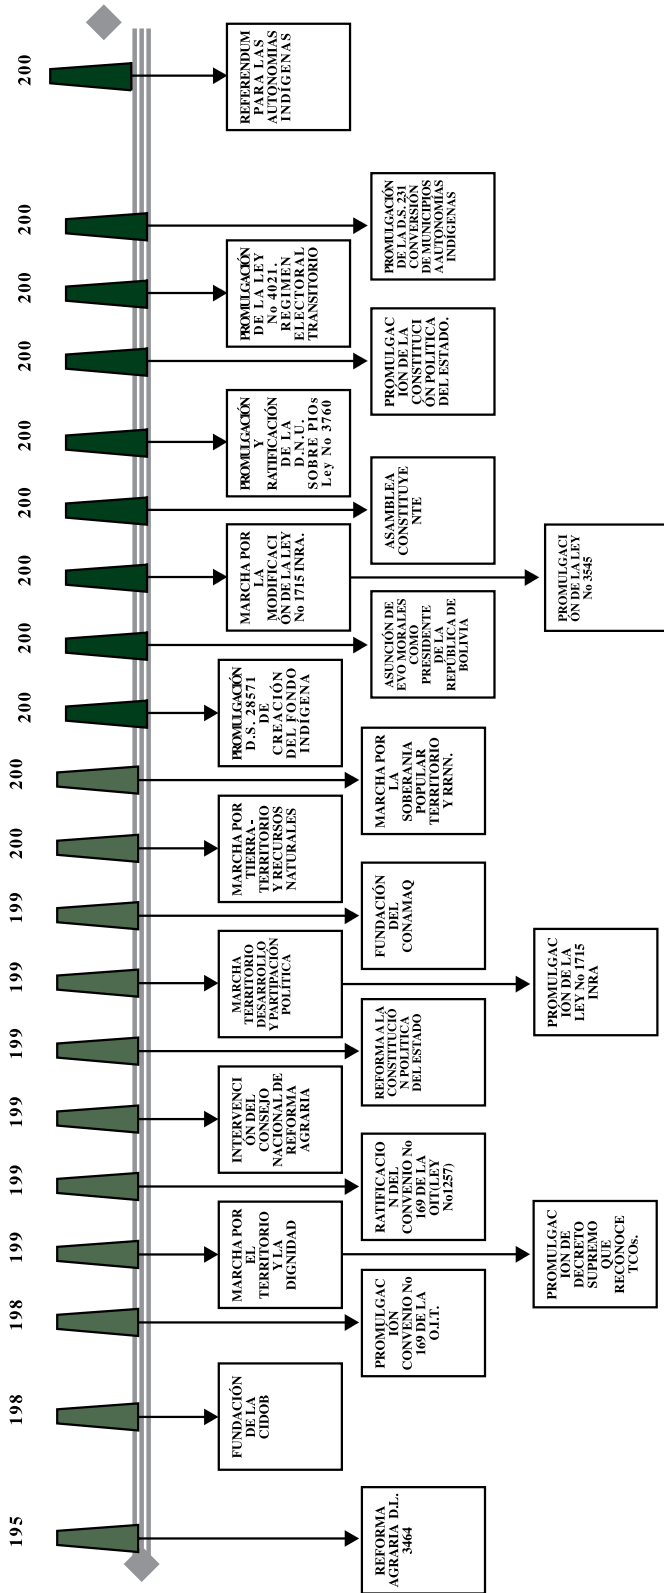 195
REFORMA
AGRARIA D.L.
3464
198
FUNDACIÓN
DE LA
CIDOB
198
PROMULGAC
IÓN
CONVENIO No
169 DE LA
O.I.T.
199
MARCHA POR
EL
TERRITORIO
Y LA
DIGNIDAD
PROMULGAC
ION DE
DECRETO
SUPREMO
QUE
RECONOCE
TCOs.
199
RATIFICACIO
N DEL
CONVENIO No
169 DE LA
OIT(LEY
No1257)
199
INTERVENCI
ÓN DEL
CONSEJO
NACIONAL DE
REFORMA
AGRARIA
199
REFORMA A LA
CONSTITUCIÓ
N POLITICA
DEL ESTADO
199
MARCHA
TERRITORIO
DESARROLLO
Y PARTIPACIÓN
POLÍTICA
PROMULGAC
IÓN DE LA
LEY No 1715
INRA
199
FUNDACIÓN
DEL
CONAMAQ
200
MARCHA POR
TIERRA-
TERRITORIO
Y RECURSOS
NATURALES
200
MARCHA POR
LA
SOBERANIA
POPULAR
TERRITORIO
Y RRNN.
200
PROMULGACIÓN
D.S. 28571
DE
CREACIÓN
DEL FONDO
INDÍGENA
200
ASUNCIÓN DE
EVO MORALES
COMO
PRESIDENTE
DE LA
REPÚBLICA DE
BOLIVIA
200
MARCHA POR
LA
MODIFICACI
ÓN DE LA LEY
No 1715 INRA.
PROMULGACI
ÓN DE LA LEY
No 3545
200
ASAMBLEA
CONSTITUYE
NTE
200
PROMULGACIÓN
Y
RATIFICACIÓN
DE LA
D.N.U.
SOBRE PIOs
Ley No 3760
200
PROMULGAC
IÓN DE LA
CONSTITUCI
ÓN POLITICA
DEL ESTADO.
200
PROMULGACIÓN
DE LA LEY
No 4021.
REGIMEN
ELECTORAL
TRANSITORIO
200
PROMULGACIÓN
DE LA D.S. 231
CONVERSIÓN
DE MUNICIPIOS
A AUTONOMÍAS
INDÍGENAS
200
REFERENDUM
PARA LAS
AUTONOMIAS
INDÍGENAS